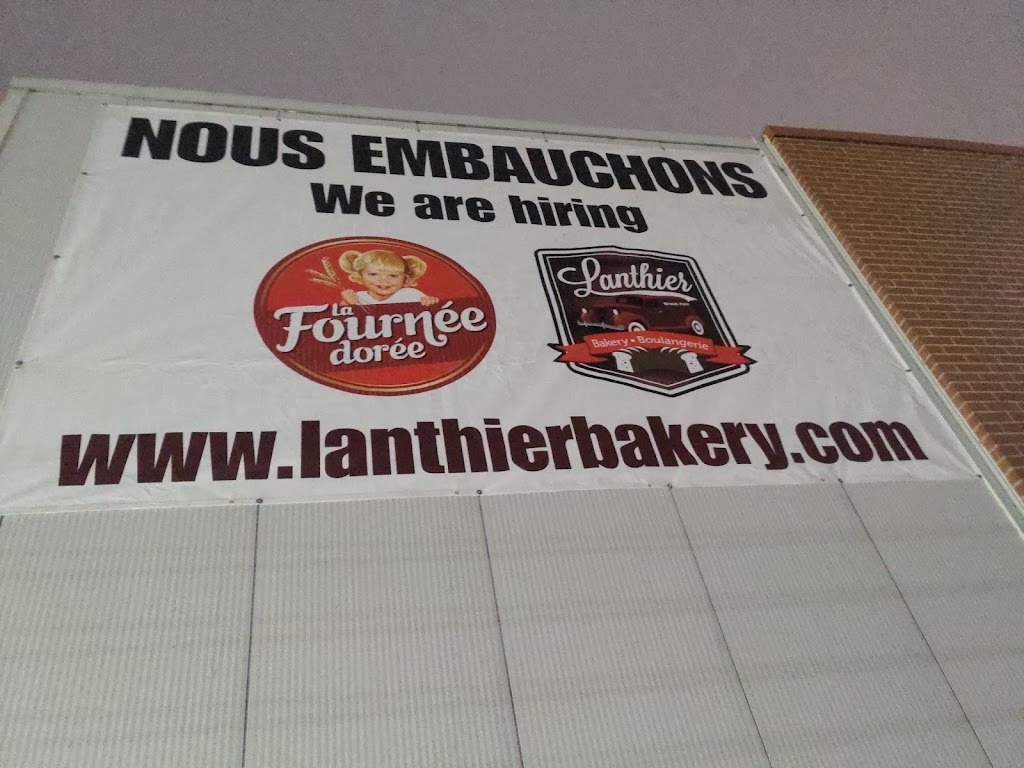 NOUS EMBAUCHONS
We are hiring
la
Fournée
dorée
Lanthier
Bakery • Boulangerie
www.lanthierbakery.com